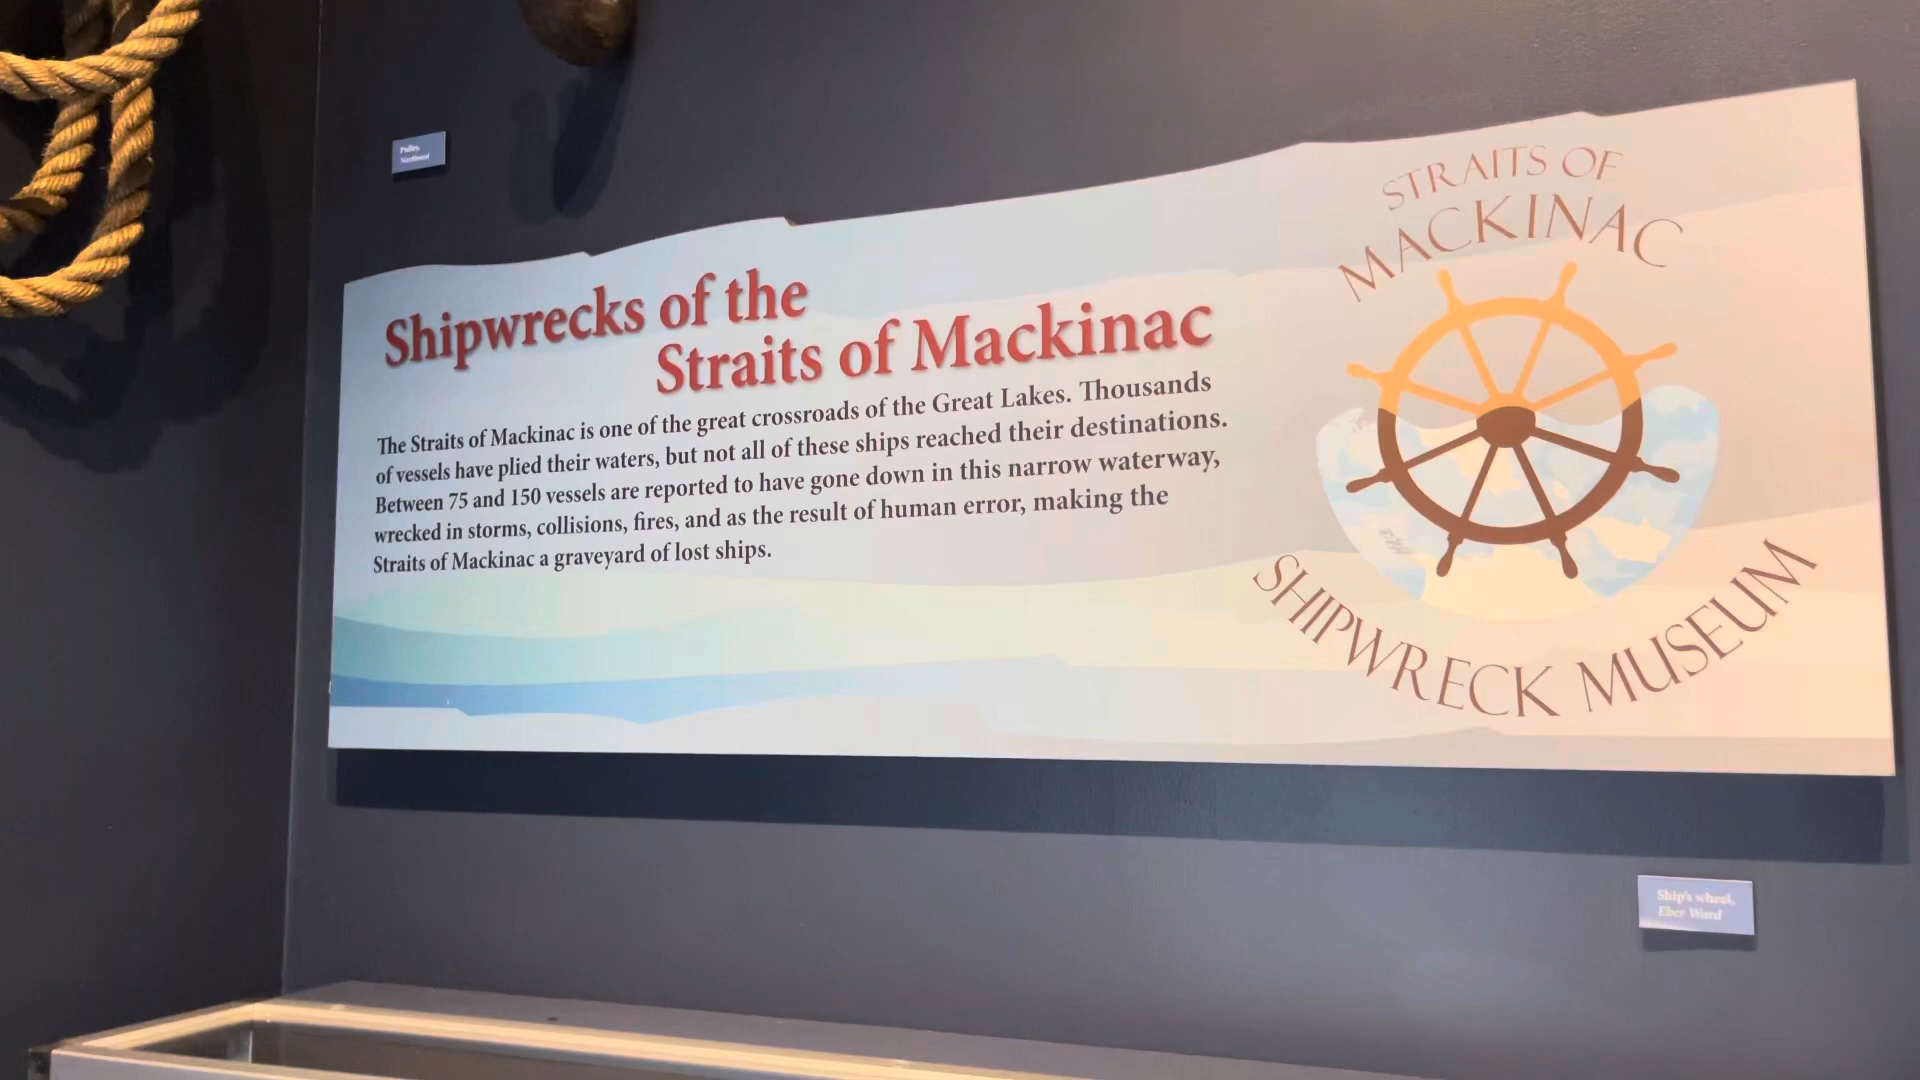 Pulley,
Northwest
Shipwrecks of the
Straits of Mackinac
The Straits of Mackinac is one of the great crossroads of the Great Lakes. Thousands
of vessels have plied their waters, but not all of these ships reached their destinations.
Between 75 and 150 vessels are reported to have gone down in this narrow waterway,
wrecked in storms, collisions, fires, and as the result of human error, making the
Straits of Mackinac a graveyard of lost ships.
STRAITS OF
MACKINAC
SHIPWRECK MUSEUM
Ship's wheel,
Eber Ward